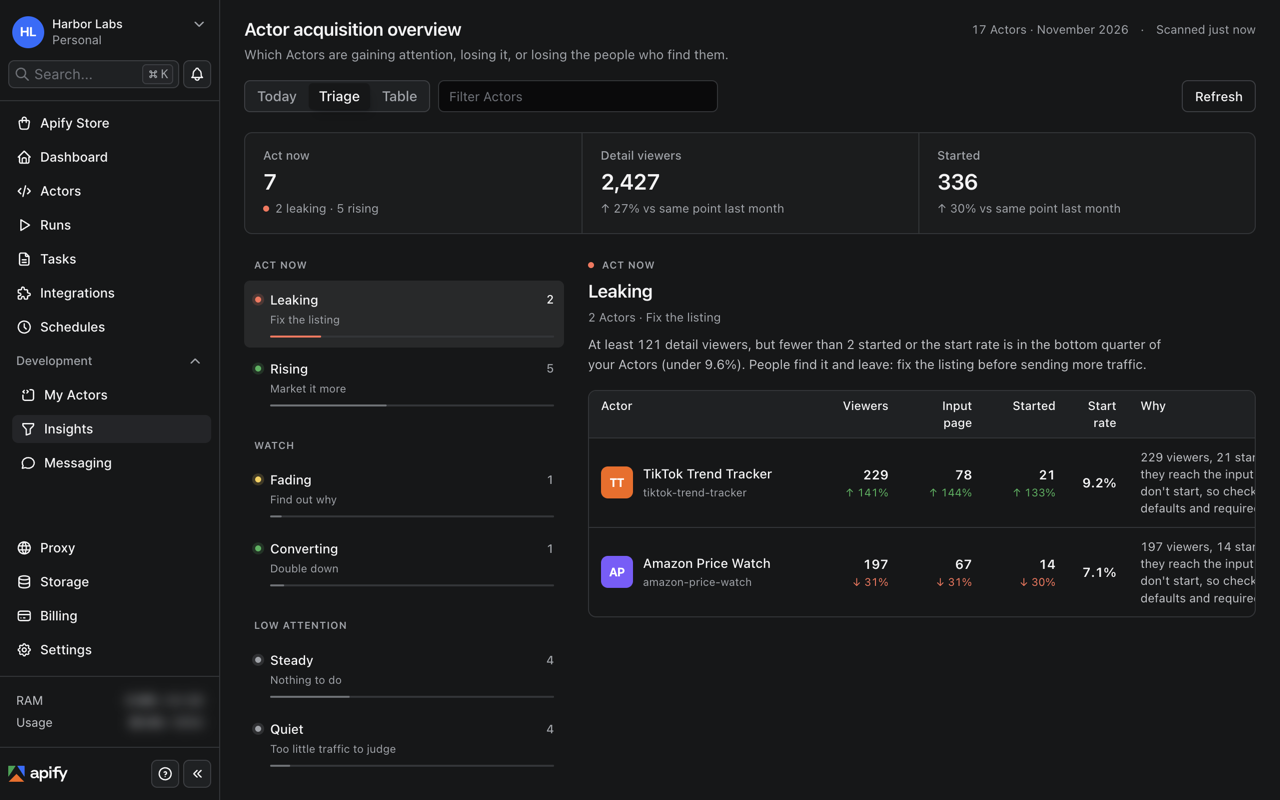 HL
Harbor Labs
Personal
Search...
⌘ K
Apify Store
Dashboard
Actors
Runs
Tasks
Integrations
Schedules
Development
My Actors
Insights
Messaging
Proxy
Storage
Billing
Settings
RAM
Usage
apify
Actor acquisition overview
17 Actors · November 2026 · Scanned just now
Which Actors are gaining attention, losing it, or losing the people who find them.
Today Triage Table
Filter Actors
Refresh
Act now
7
2 leaking · 5 rising
Detail viewers
2,427
↑ 27% vs same point last month
Started
336
↑ 30% vs same point last month
ACT NOW
Leaking 2
Fix the listing
Rising 5
Market it more
WATCH
Fading 1
Find out why
Converting 1
Double down
LOW ATTENTION
Steady 4
Nothing to do
Quiet 4
Too little traffic to judge
ACT NOW
Leaking
2 Actors · Fix the listing
At least 121 detail viewers, but fewer than 2 started or the start rate is in the bottom quarter of
your Actors (under 9.6%). People find it and leave: fix the listing before sending more traffic.
Actor Viewers Input page Started Start rate Why
TT
TikTok Trend Tracker
tiktok-trend-tracker
229
↑ 141%
78
↑ 144%
21
↑ 133%
9.2%
229 viewers, 21 star
they reach the input
don't start, so check
defaults and require
AP
Amazon Price Watch
amazon-price-watch
197
↓ 31%
67
↓ 31%
14
↓ 30%
7.1%
197 viewers, 14 star
they reach the input
don't start, so check
defaults and require